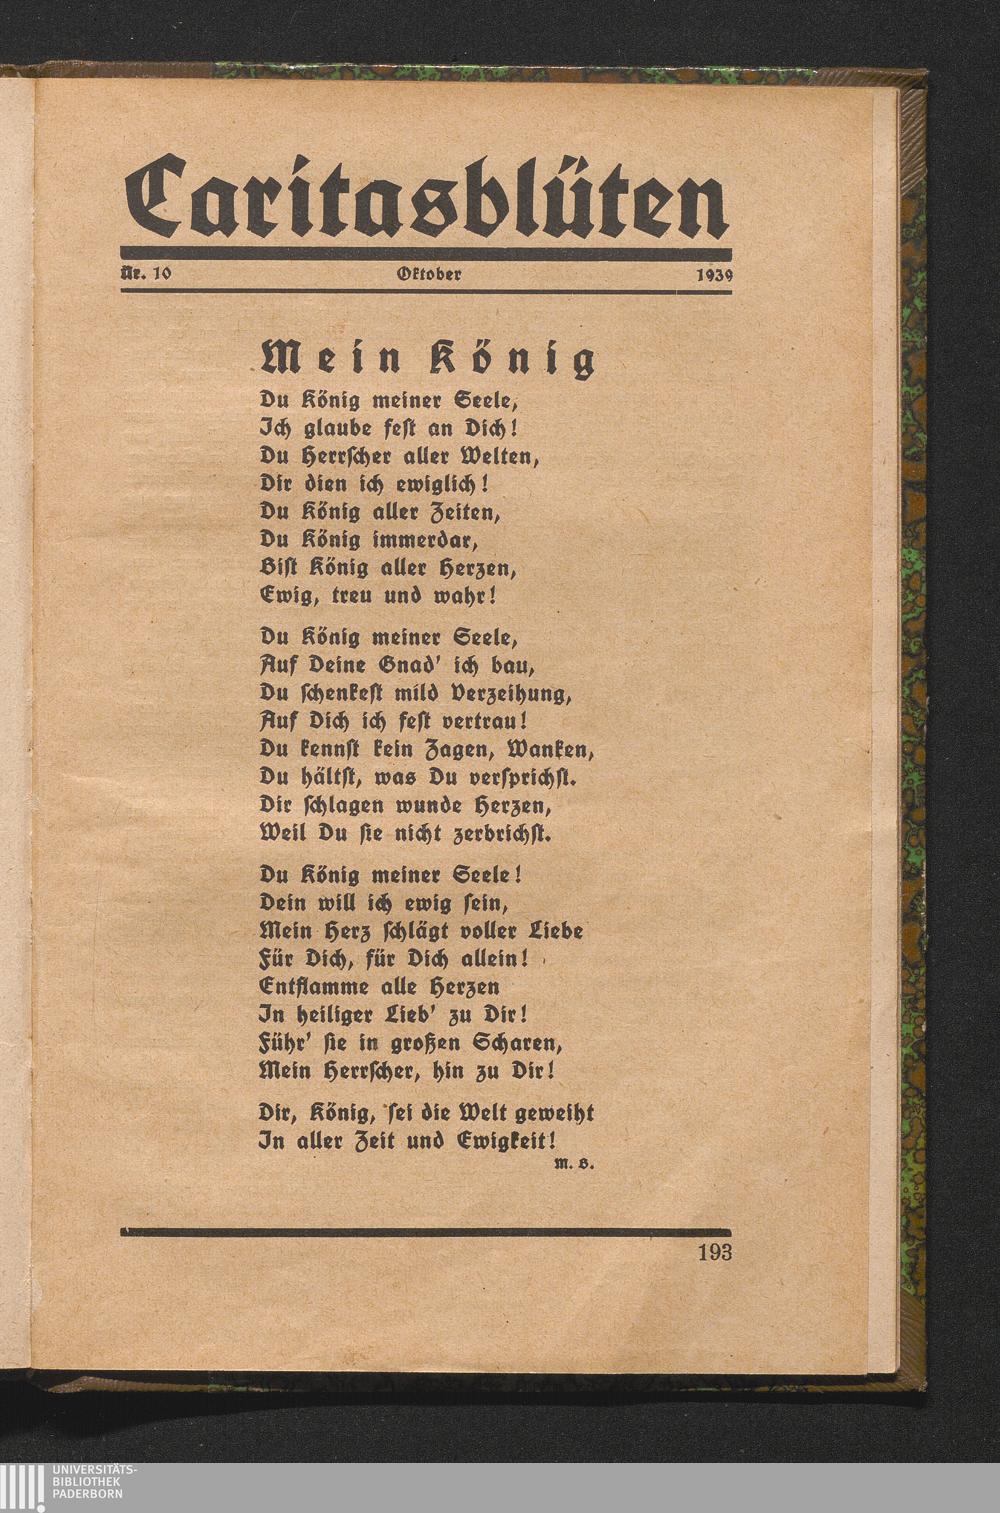 Caritasblüten
Nr. 10 Oktober 1939
Mein König
Du König meiner Seele,
Ich glaube fest an Dich!
Du Herrscher aller Welten,
Dir dien ich ewiglich!
Du König aller Zeiten,
Du König immerdar,
Bist König aller Herzen,
Ewig, treu und wahr!
Du König meiner Seele,
Auf Deine Gnad' ich bau,
Du schenkest mild Verzeihung,
Auf Dich ich fest vertrau!
Du kennst kein Zagen, Wanken,
Du hältst, was Du versprichst.
Dir schlagen wunde Herzen,
Weil Du sie nicht zerbrichst.
Du König meiner Seele!
Dein will ich ewig sein,
Mein Herz schlägt voller Liebe
Für Dich, für Dich allein!
Entflamme alle Herzen
In heiliger Lieb' zu Dir!
Führ' sie in großen Scharen,
Mein Herrscher, hin zu Dir!
Dir, König, sei die Welt geweiht
In aller Zeit und Ewigkeit!
M. B.
193
UNIVERSITÄTS-
BIBLIOTHEK
PADERBORN